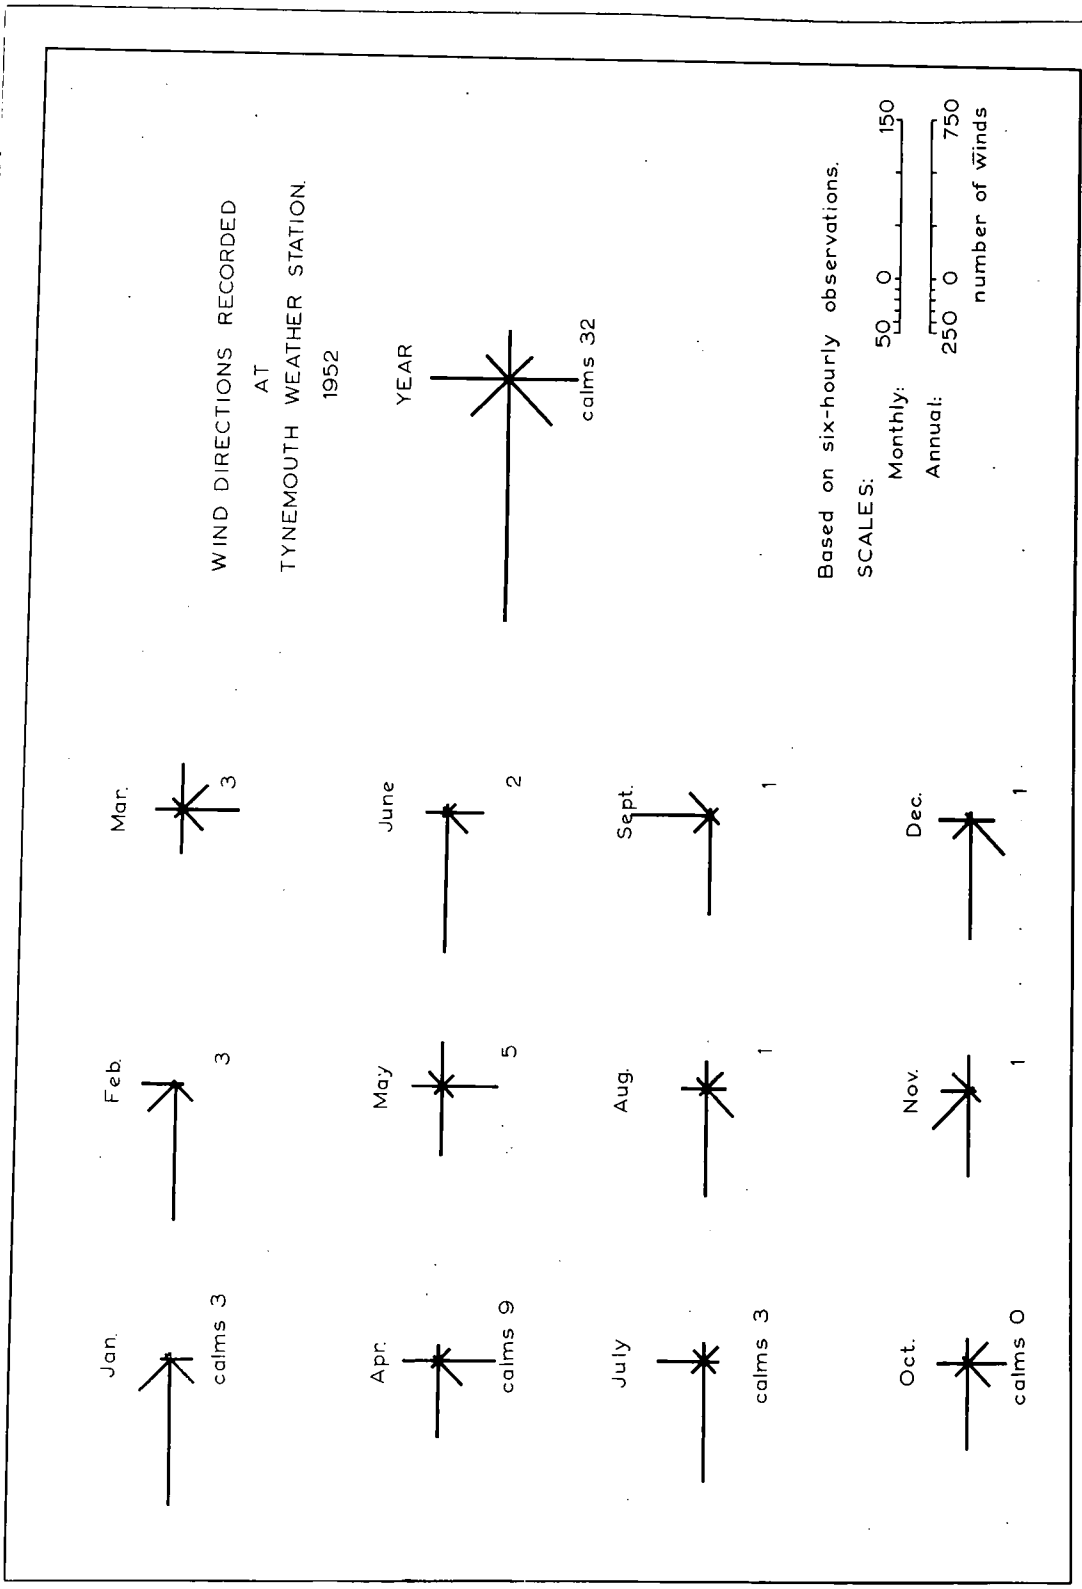 WIND DIRECTIONS RECORDED
AT
TYNEMOUTH WEATHER STATION.
1952
Jan.
calms 3
Feb.
3
Mar.
3
Apr.
calms 9
May
5
June
2
July
calms 3
Aug.
1
Sept.
1
Oct.
calms 0
Nov.
1
Dec.
1
YEAR
calms 32
Based on six-hourly observations.
SCALES:
Monthly: 50 0 150
Annual: 250 0 750
number of winds